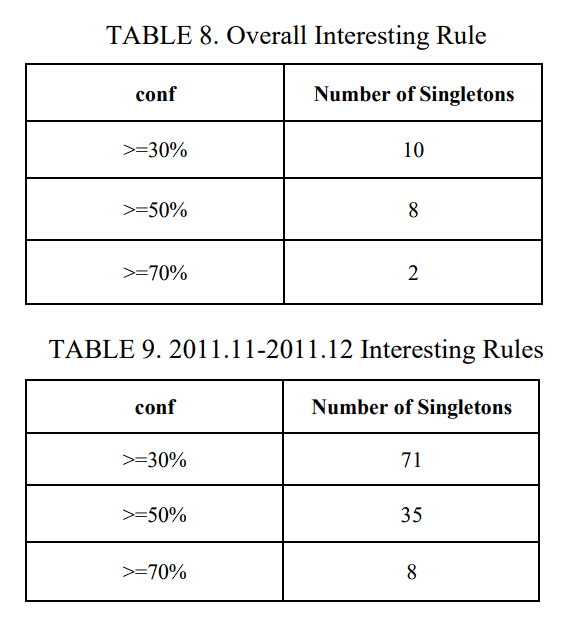 TABLE 8. Overall Interesting Rule
conf Number of Singletons
>=30% 10
>=50% 8
>=70% 2
TABLE 9. 2011.11-2011.12 Interesting Rules
conf Number of Singletons
>=30% 71
>=50% 35
>=70% 8